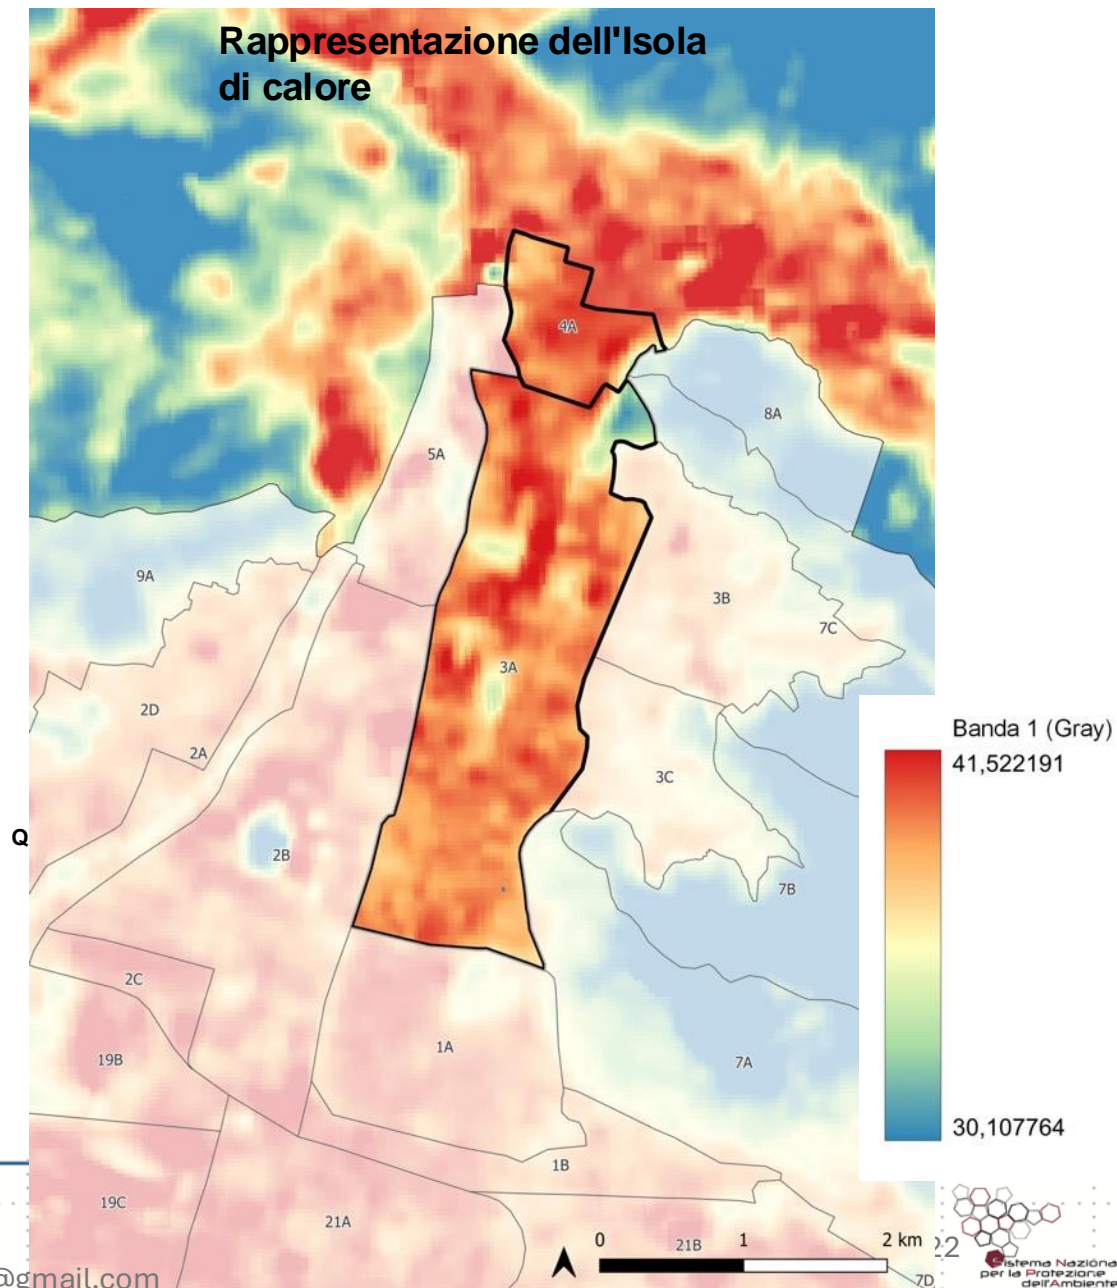 Rappresentazione dell'Isola
di calore
4A
8A
5A
9A
3B
7C
3A
2D
2A
3C
2B
7B
2C
1A
19B
7A
1B
19C
21A
21B
7D
0 1 2 km
Banda 1 (Gray)
41,522191
30,107764
Q
22
@gmail.com
Sistema Nazionale
per la Protezione
dell'Ambiente